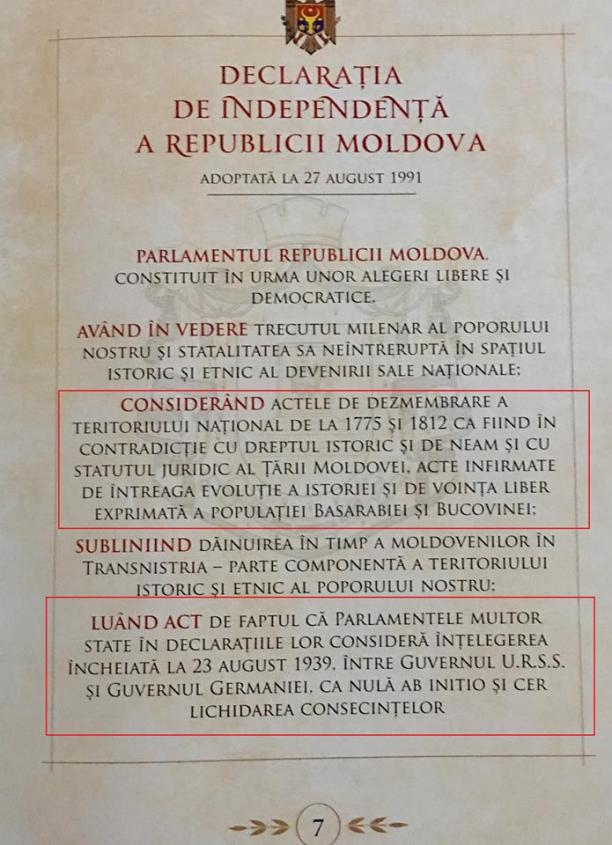 DECLARAȚIA
DE INDEPENDENȚĂ
A REPUBLICII MOLDOVA
ADOPTATĂ LA 27 AUGUST 1991
PARLAMENTUL REPUBLICII MOLDOVA,
CONSTITUIT ÎN URMA UNOR ALEGERI LIBERE ȘI
DEMOCRATICE,
AVÂND ÎN VEDERE TRECUTUL MILENAR AL POPORULUI
NOSTRU ȘI STATALITATEA SA NEÎNTRERUPTĂ ÎN SPAȚIUL
ISTORIC ȘI ETNIC AL DEVENIRII SALE NAȚIONALE;
CONSIDERÂND ACTELE DE DEZMEMBRARE A
TERITORIULUI NAȚIONAL DE LA 1775 ȘI 1812 CA FIIND ÎN
CONTRADICȚIE CU DREPTUL ISTORIC ȘI DE NEAM ȘI CU
STATUTUL JURIDIC AL ȚĂRII MOLDOVEI, ACTE INFIRMATE
DE ÎNTREAGA EVOLUȚIE A ISTORIEI ȘI DE VOINȚA LIBER
EXPRIMATĂ A POPULAȚIEI BASARABIEI ȘI BUCOVINEI;
SUBLINIIND DĂINUIREA ÎN TIMP A MOLDOVENILOR ÎN
TRANSNISTRIA – PARTE COMPONENTĂ A TERITORIULUI
ISTORIC ȘI ETNIC AL POPORULUI NOSTRU;
LUÂND ACT DE FAPTUL CĂ PARLAMENTELE MULTOR
STATE ÎN DECLARAȚIILE LOR CONSIDERĂ ÎNȚELEGEREA
ÎNCHEIATĂ LA 23 AUGUST 1939, ÎNTRE GUVERNUL U.R.S.S.
ȘI GUVERNUL GERMANIEI, CA NULĂ AB INITIO ȘI CER
LICHIDAREA CONSECINȚELOR
7